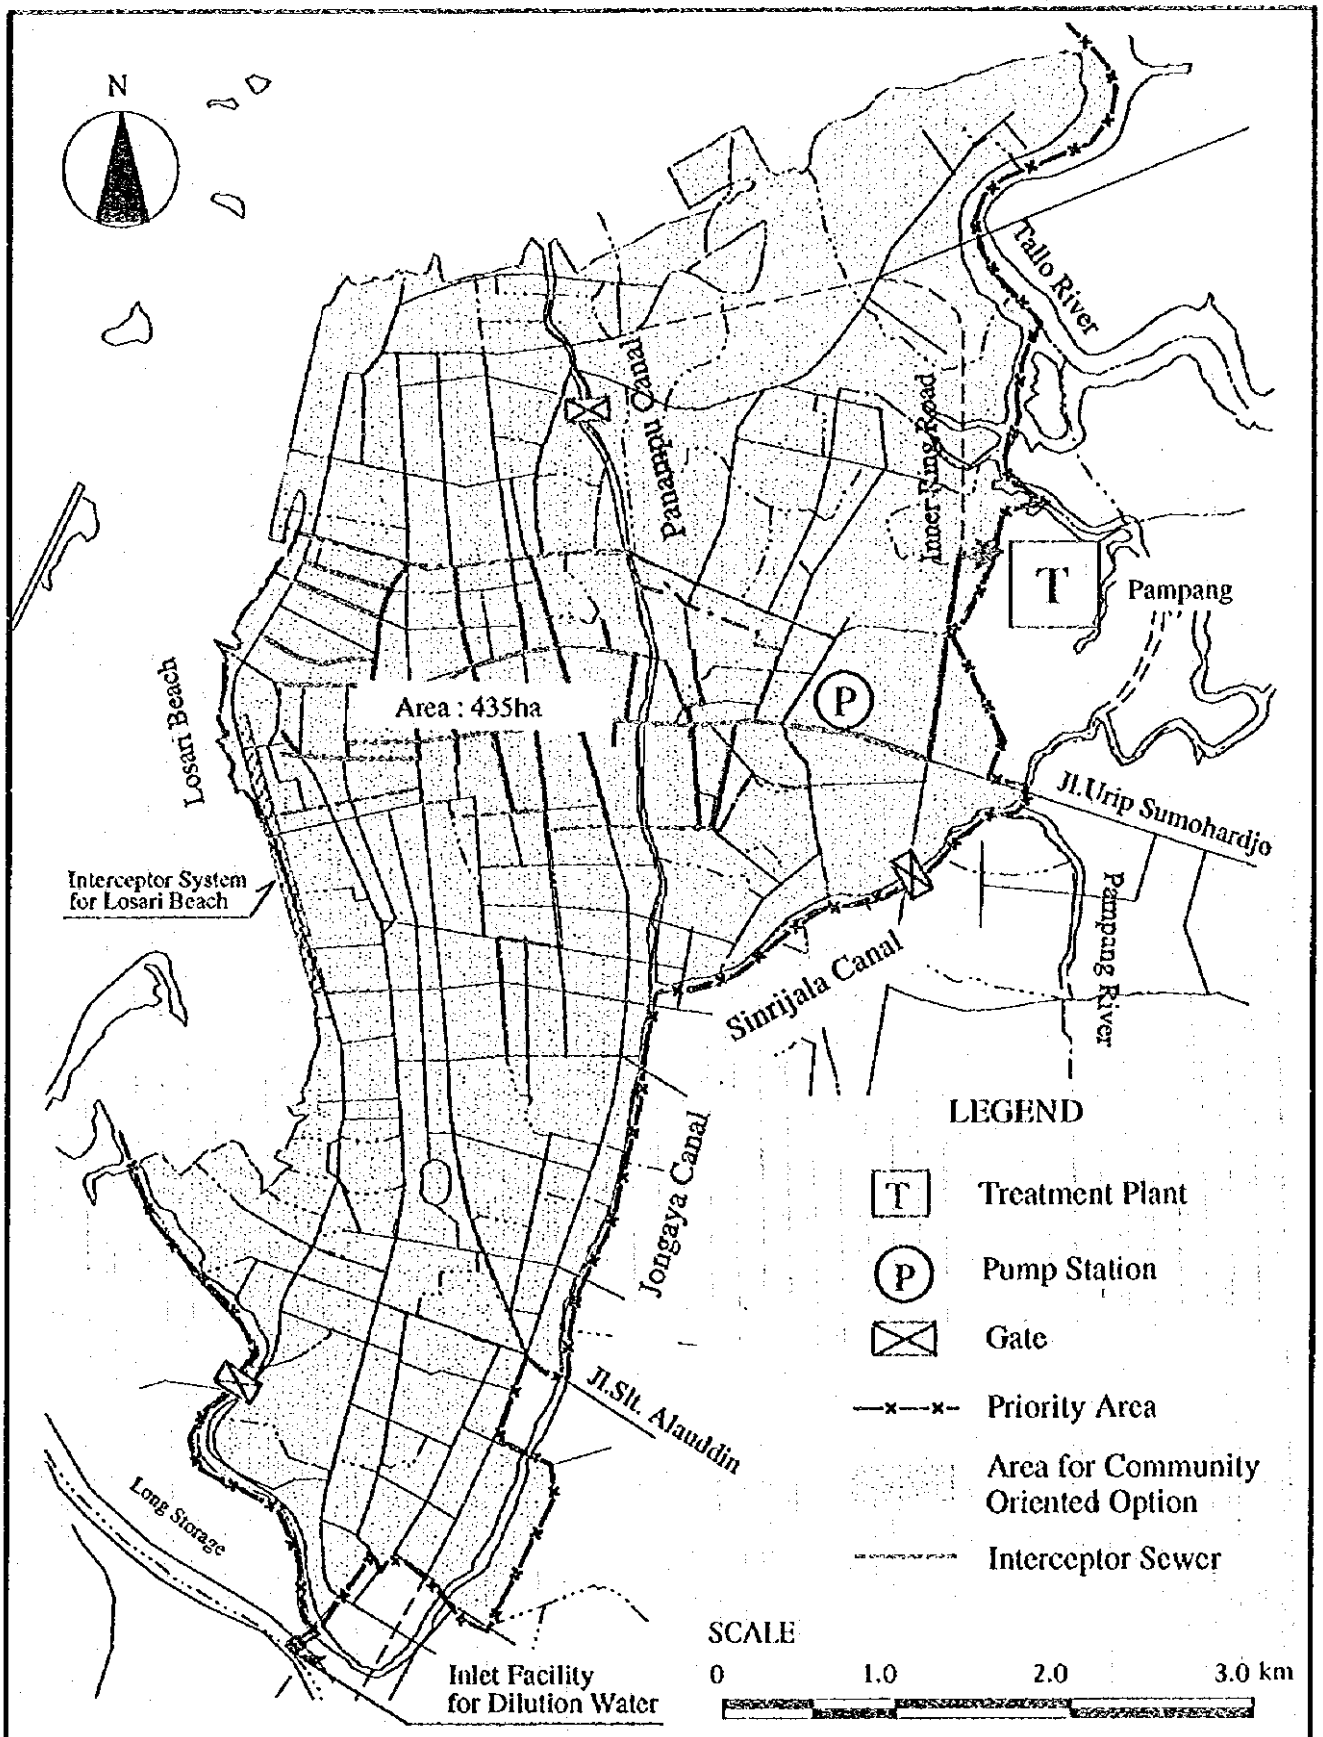 N
Tallo River
Panampu Canal
Inner Ring Road
T
Pampang
P
Area : 435ha
Losari Beach
Jl.Urip Sumohardjo
Interceptor System
for Losari Beach
Pampang River
Sinrijala Canal
Jongaya Canal
LEGEND
T Treatment Plant
P Pump Station
Gate
Priority Area
Area for Community
Oriented Option
Interceptor Sewer
Jl.Slt. Alauddin
Long Storage
Inlet Facility
for Dilution Water
SCALE
0 1.0 2.0 3.0 km